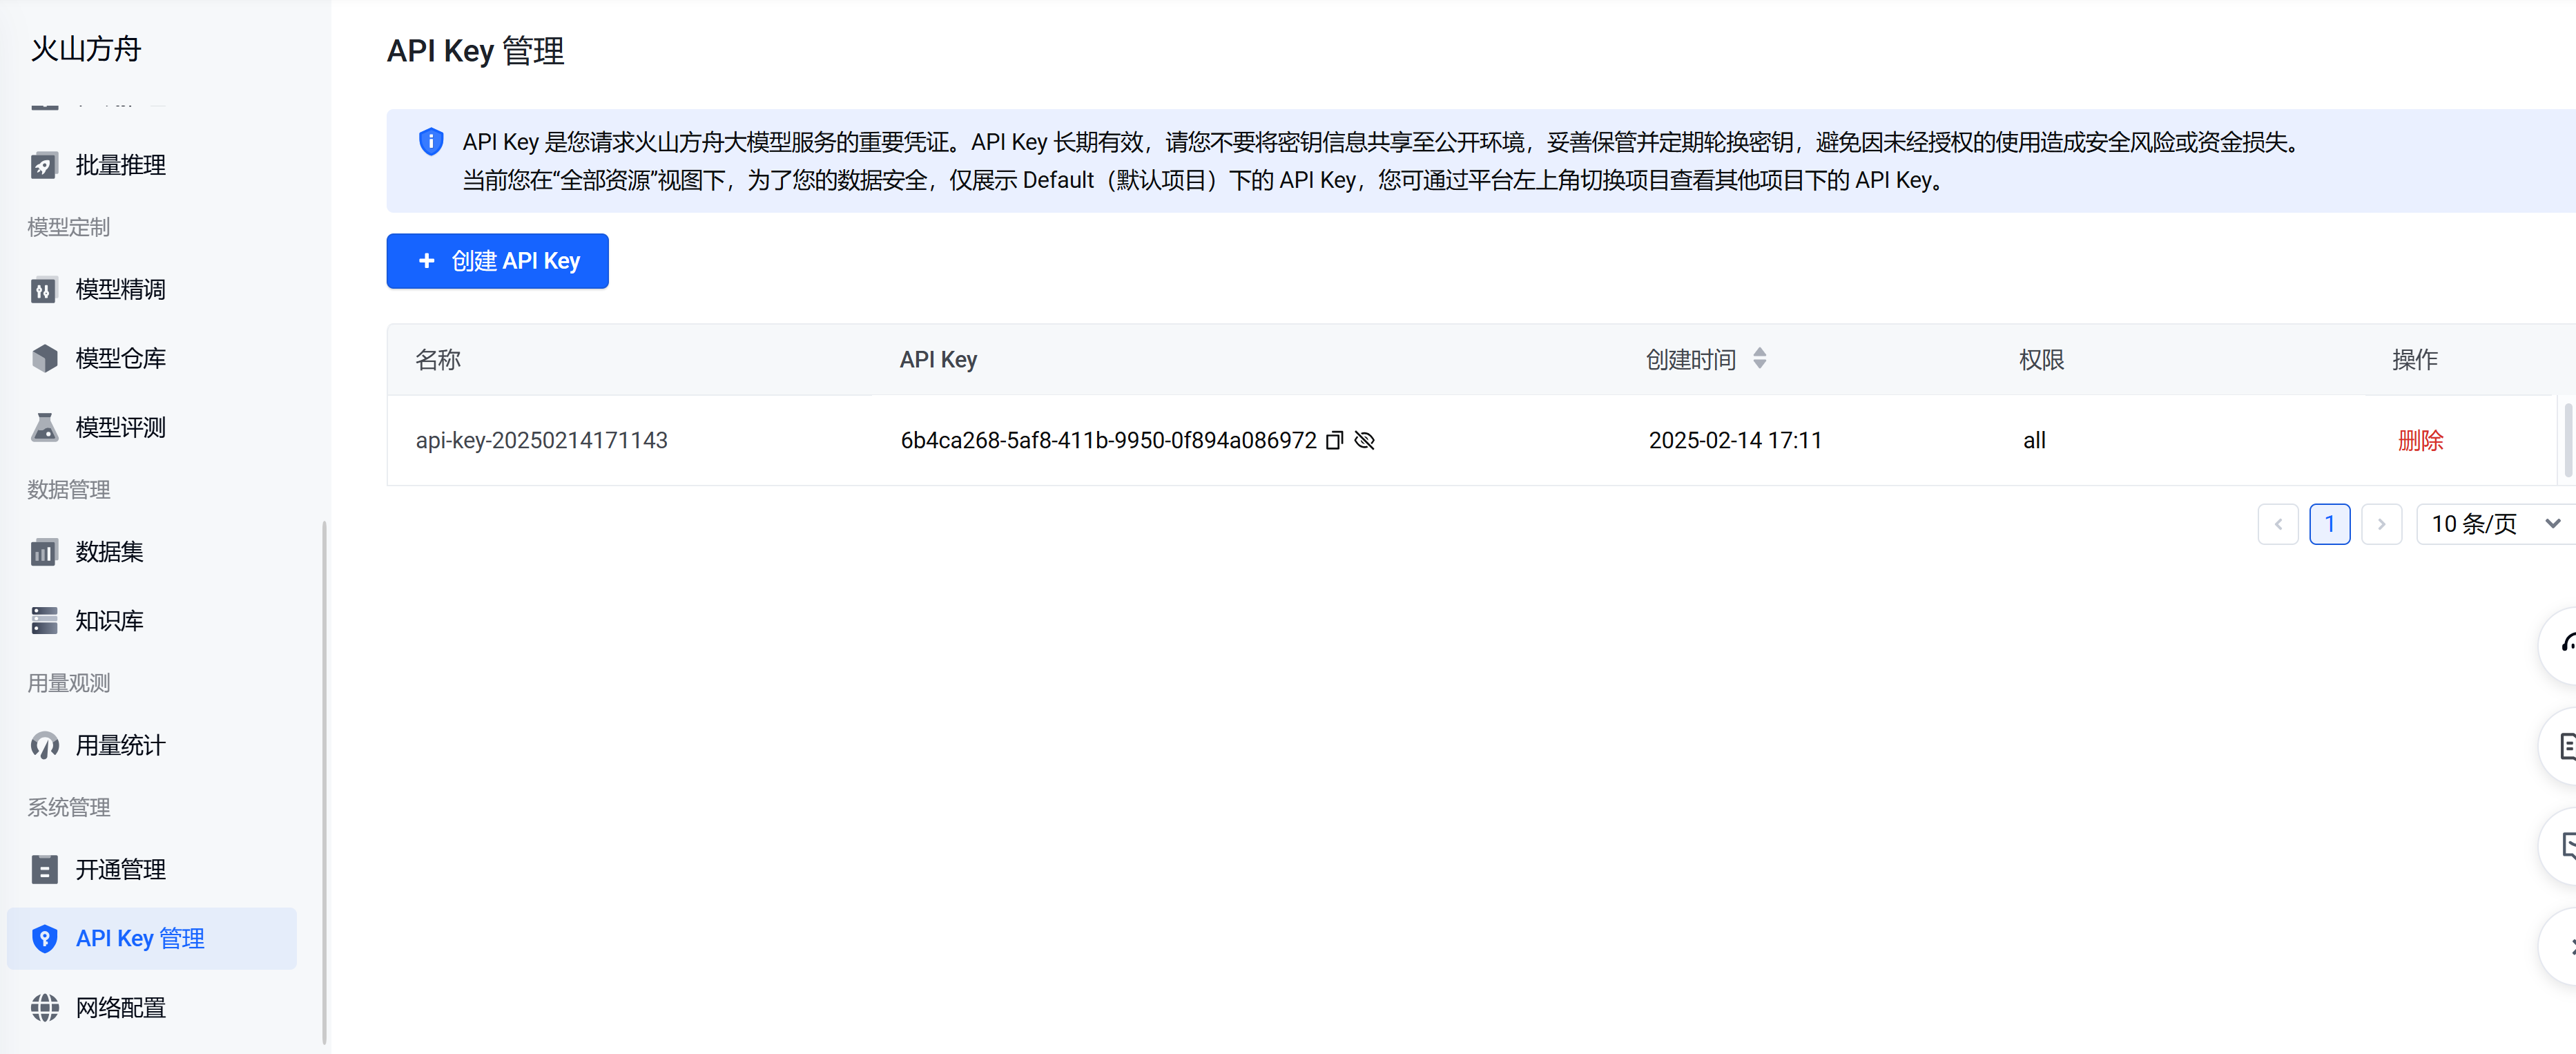 火山方舟
批量推理
模型定制
模型精调
模型仓库
模型评测
数据管理
数据集
知识库
用量观测
用量统计
系统管理
开通管理
API Key 管理
网络配置
API Key 管理
API Key 是您请求火山方舟大模型服务的重要凭证。API Key 长期有效，请您不要将密钥信息共享至公开环境，妥善保管并定期轮换密钥，避免因未经授权的使用造成安全风险或资金损失。
当前您在“全部资源”视图下，为了您的数据安全，仅展示 Default（默认项目）下的 API Key，您可通过平台左上角切换项目查看其他项目下的 API Key。
+ 创建 API Key
名称 API Key 创建时间 权限 操作
api-key-20250214171143 6b4ca268-5af8-411b-9950-0f894a086972 2025-02-14 17:11 all 删除
1 10 条/页